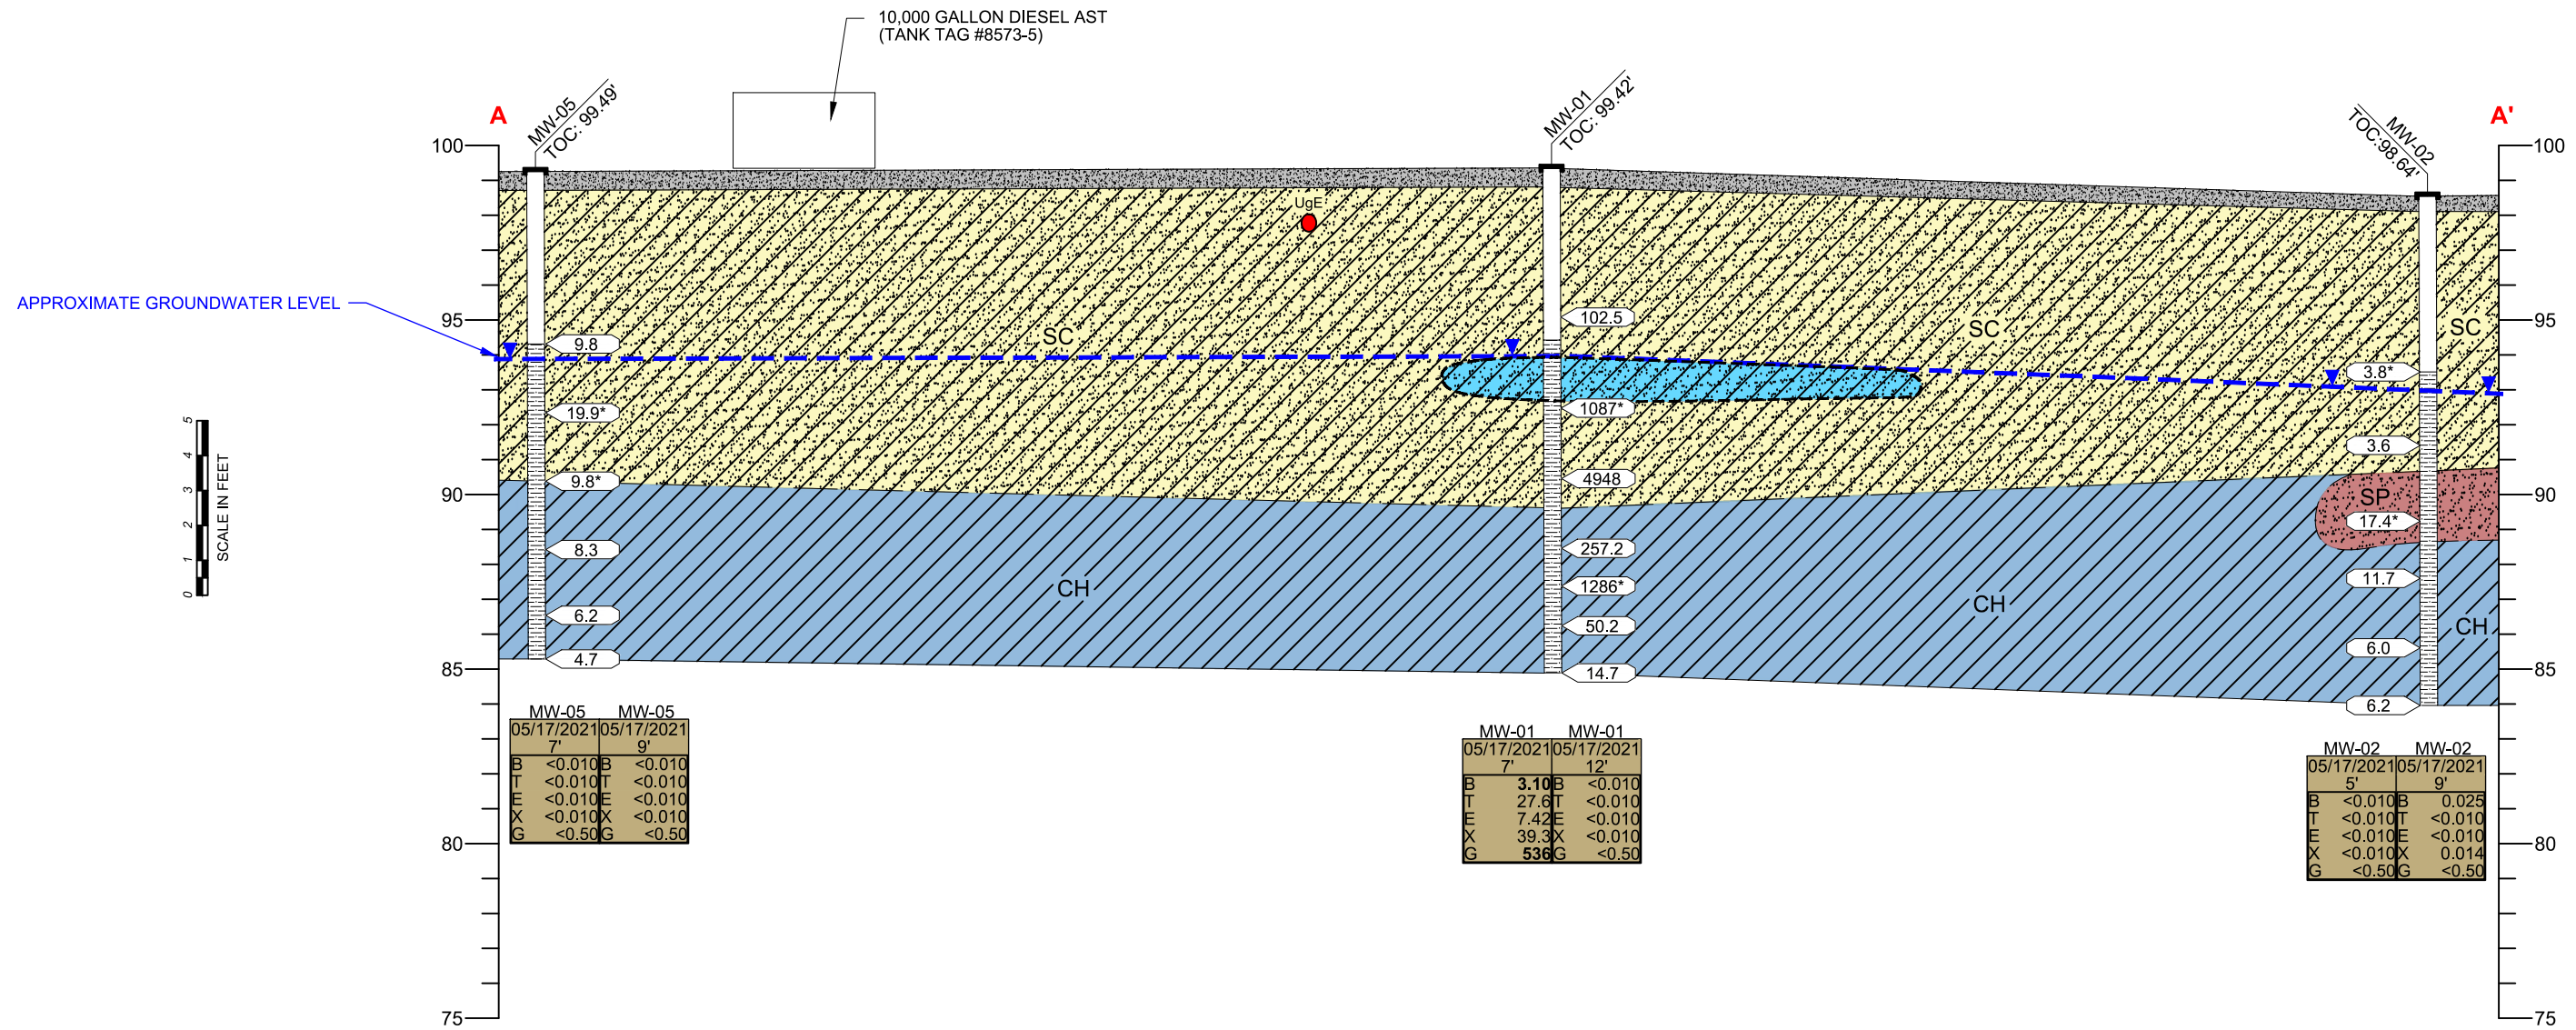 10,000 GALLON DIESEL AST
(TANK TAG #8573-5)
A
MW-05
TOC: 99.49'
MW-01
TOC: 99.42'
MW-02
TOC:98.64'
A'
100
100
UgE
APPROXIMATE GROUNDWATER LEVEL
95
95
102.5
SC
SC
SC
9.8
3.8*
19.9*
1087*
3.6
9.8*
4948
90
90
SP
17.4*
8.3
257.2
CH
1286*
11.7
CH
6.2
50.2
CH
6.0
4.7
14.7
6.2
85
85
5
4
3
2
1
0
SCALE IN FEET
MW-05 MW-05
05/17/2021 05/17/2021
7' 9'
B <0.010 B <0.010
T <0.010 T <0.010
E <0.010 E <0.010
X <0.010 X <0.010
G <0.50 G <0.50
MW-01 MW-01
05/17/2021 05/17/2021
7' 12'
B 3.10 B <0.010
T 27.6 T <0.010
E 7.42 E <0.010
X 39.3 X <0.010
G 536 G <0.50
MW-02 MW-02
05/17/2021 05/17/2021
5' 9'
B <0.010 B 0.025
T <0.010 T <0.010
E <0.010 E <0.010
X <0.010 X 0.014
G <0.50 G <0.50
80
80
75
75